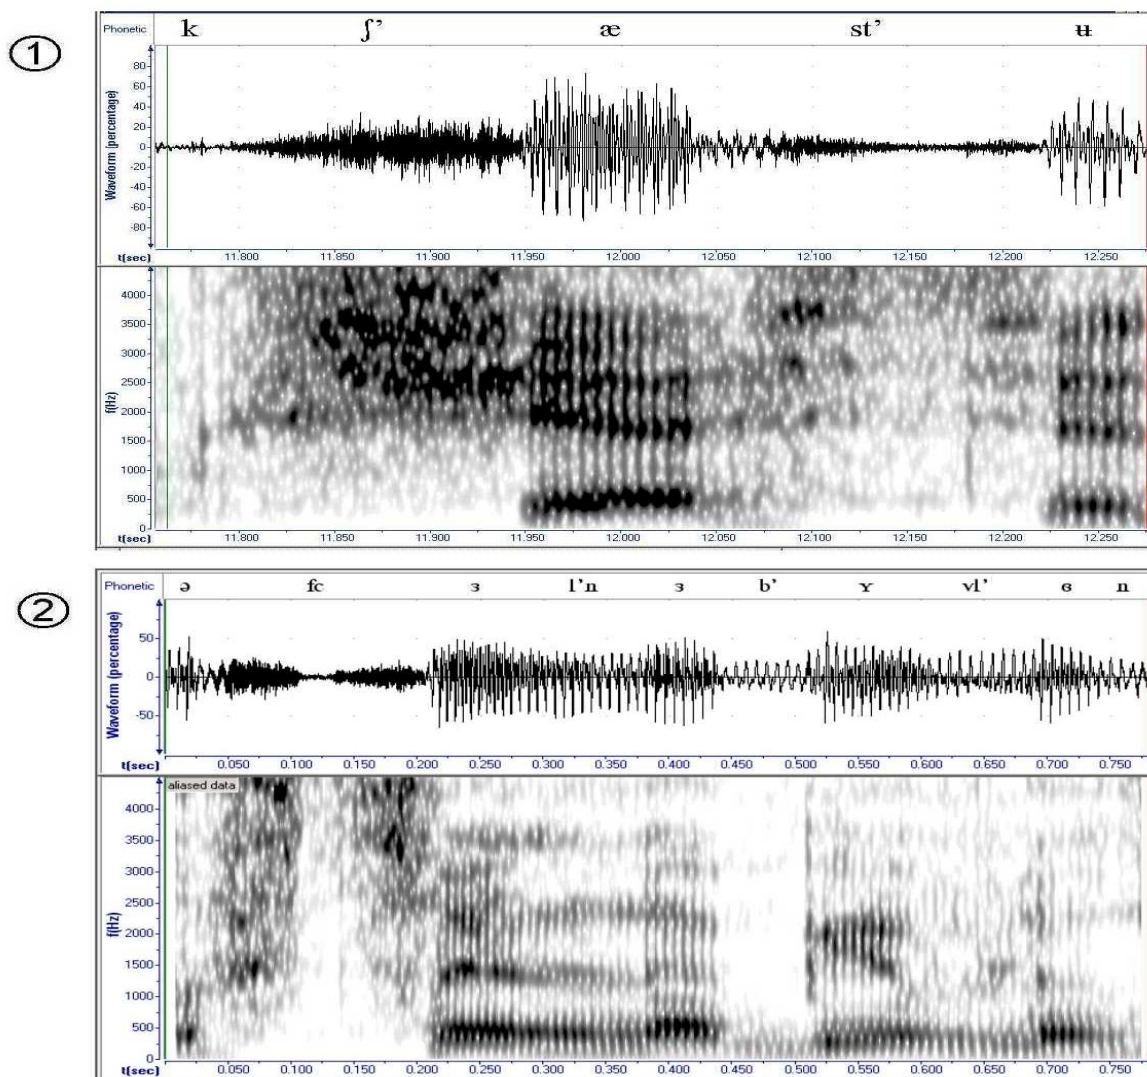 ①
Phonetic k ʃ’ æ st’ ʉ
Waveform (percentage)
80
60
40
20
0
-20
-40
-60
-80
t(sec) 11.800 11.850 11.900 11.950 12.000 12.050 12.100 12.150 12.200 12.250
f(Hz)
4000
3500
3000
2500
2000
1500
1000
500
0
t(sec) 11.800 11.850 11.900 11.950 12.000 12.050 12.100 12.150 12.200 12.250
②
Phonetic ə fc ɜ l’n ɜ b’ ʏ vl’ ɞ n
Waveform (percentage)
50
0
-50
t(sec) 0.050 0.100 0.150 0.200 0.250 0.300 0.350 0.400 0.450 0.500 0.550 0.600 0.650 0.700 0.750
aliased data
f(Hz)
4000
3500
3000
2500
2000
1500
1000
500
0
t(sec) 0.050 0.100 0.150 0.200 0.250 0.300 0.350 0.400 0.450 0.500 0.550 0.600 0.650 0.700 0.750